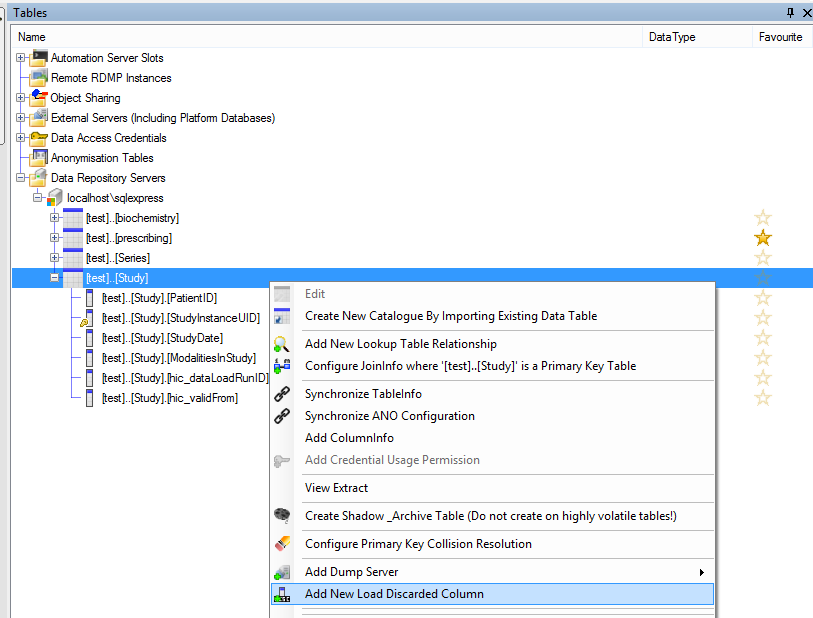 Tables
Name DataType Favourite
Automation Server Slots
Remote RDMP Instances
Object Sharing
External Servers (Including Platform Databases)
Data Access Credentials
Anonymisation Tables
Data Repository Servers
localhost\sqlexpress
[test]..[biochemistry]
[test]..[prescribing]
[test]..[Series]
[test]..[Study]
[test]..[Study].[PatientID]
[test]..[Study].[StudyInstanceUID]
[test]..[Study].[StudyDate]
[test]..[Study].[ModalitiesInStudy]
[test]..[Study].[hic_dataLoadRunID]
[test]..[Study].[hic_validFrom]
Edit
Create New Catalogue By Importing Existing Data Table
Add New Lookup Table Relationship
Configure JoinInfo where '[test]..[Study]' is a Primary Key Table
Synchronize TableInfo
Synchronize ANO Configuration
Add ColumnInfo
Add Credential Usage Permission
View Extract
Create Shadow _Archive Table (Do not create on highly volatile tables!)
Configure Primary Key Collision Resolution
Add Dump Server
Add New Load Discarded Column